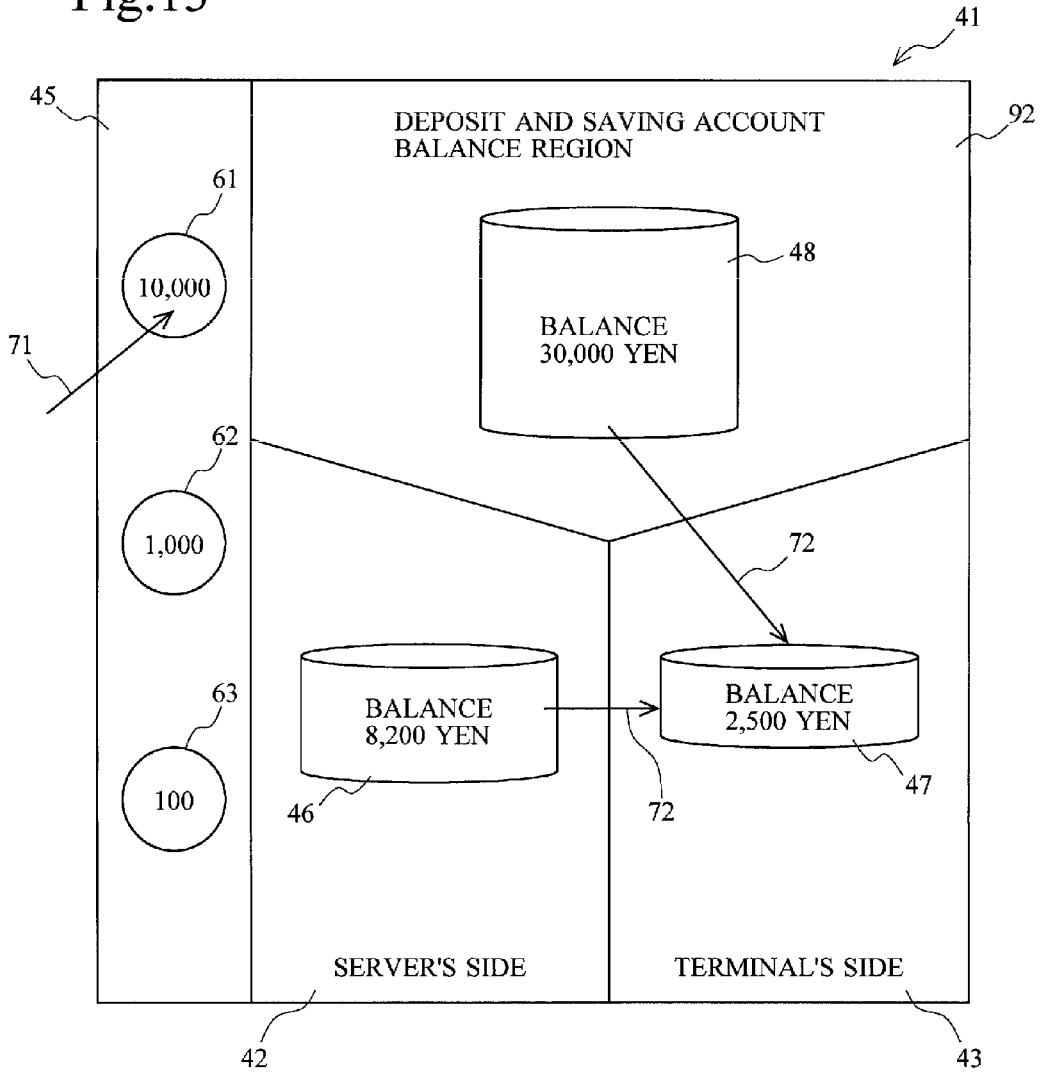 Fig.13
41
45
DEPOSIT AND SAVING ACCOUNT
BALANCE REGION
92
61
10,000
48
BALANCE
30,000 YEN
71
62
1,000
72
63
BALANCE
8,200 YEN
BALANCE
2,500 YEN
100
46
72
47
SERVER'S SIDE
TERMINAL'S SIDE
42
43